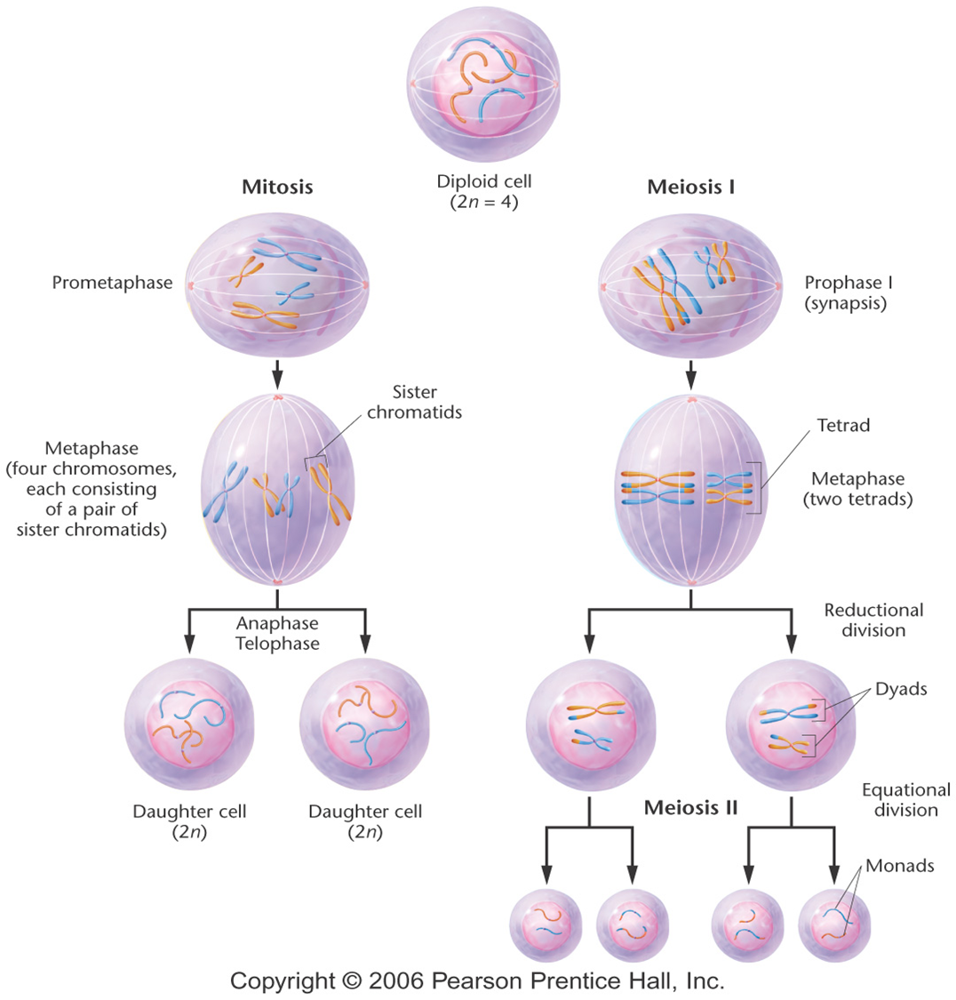 Diploid cell
(2n = 4)
Mitosis
Meiosis I
Prometaphase
Prophase I
(synapsis)
Sister
chromatids
Metaphase
(four chromosomes,
each consisting
of a pair of
sister chromatids)
Tetrad
Metaphase
(two tetrads)
Anaphase
Telophase
Reductional
division
Dyads
Daughter cell
(2n)
Daughter cell
(2n)
Meiosis II
Equational
division
Monads
Copyright © 2006 Pearson Prentice Hall, Inc.